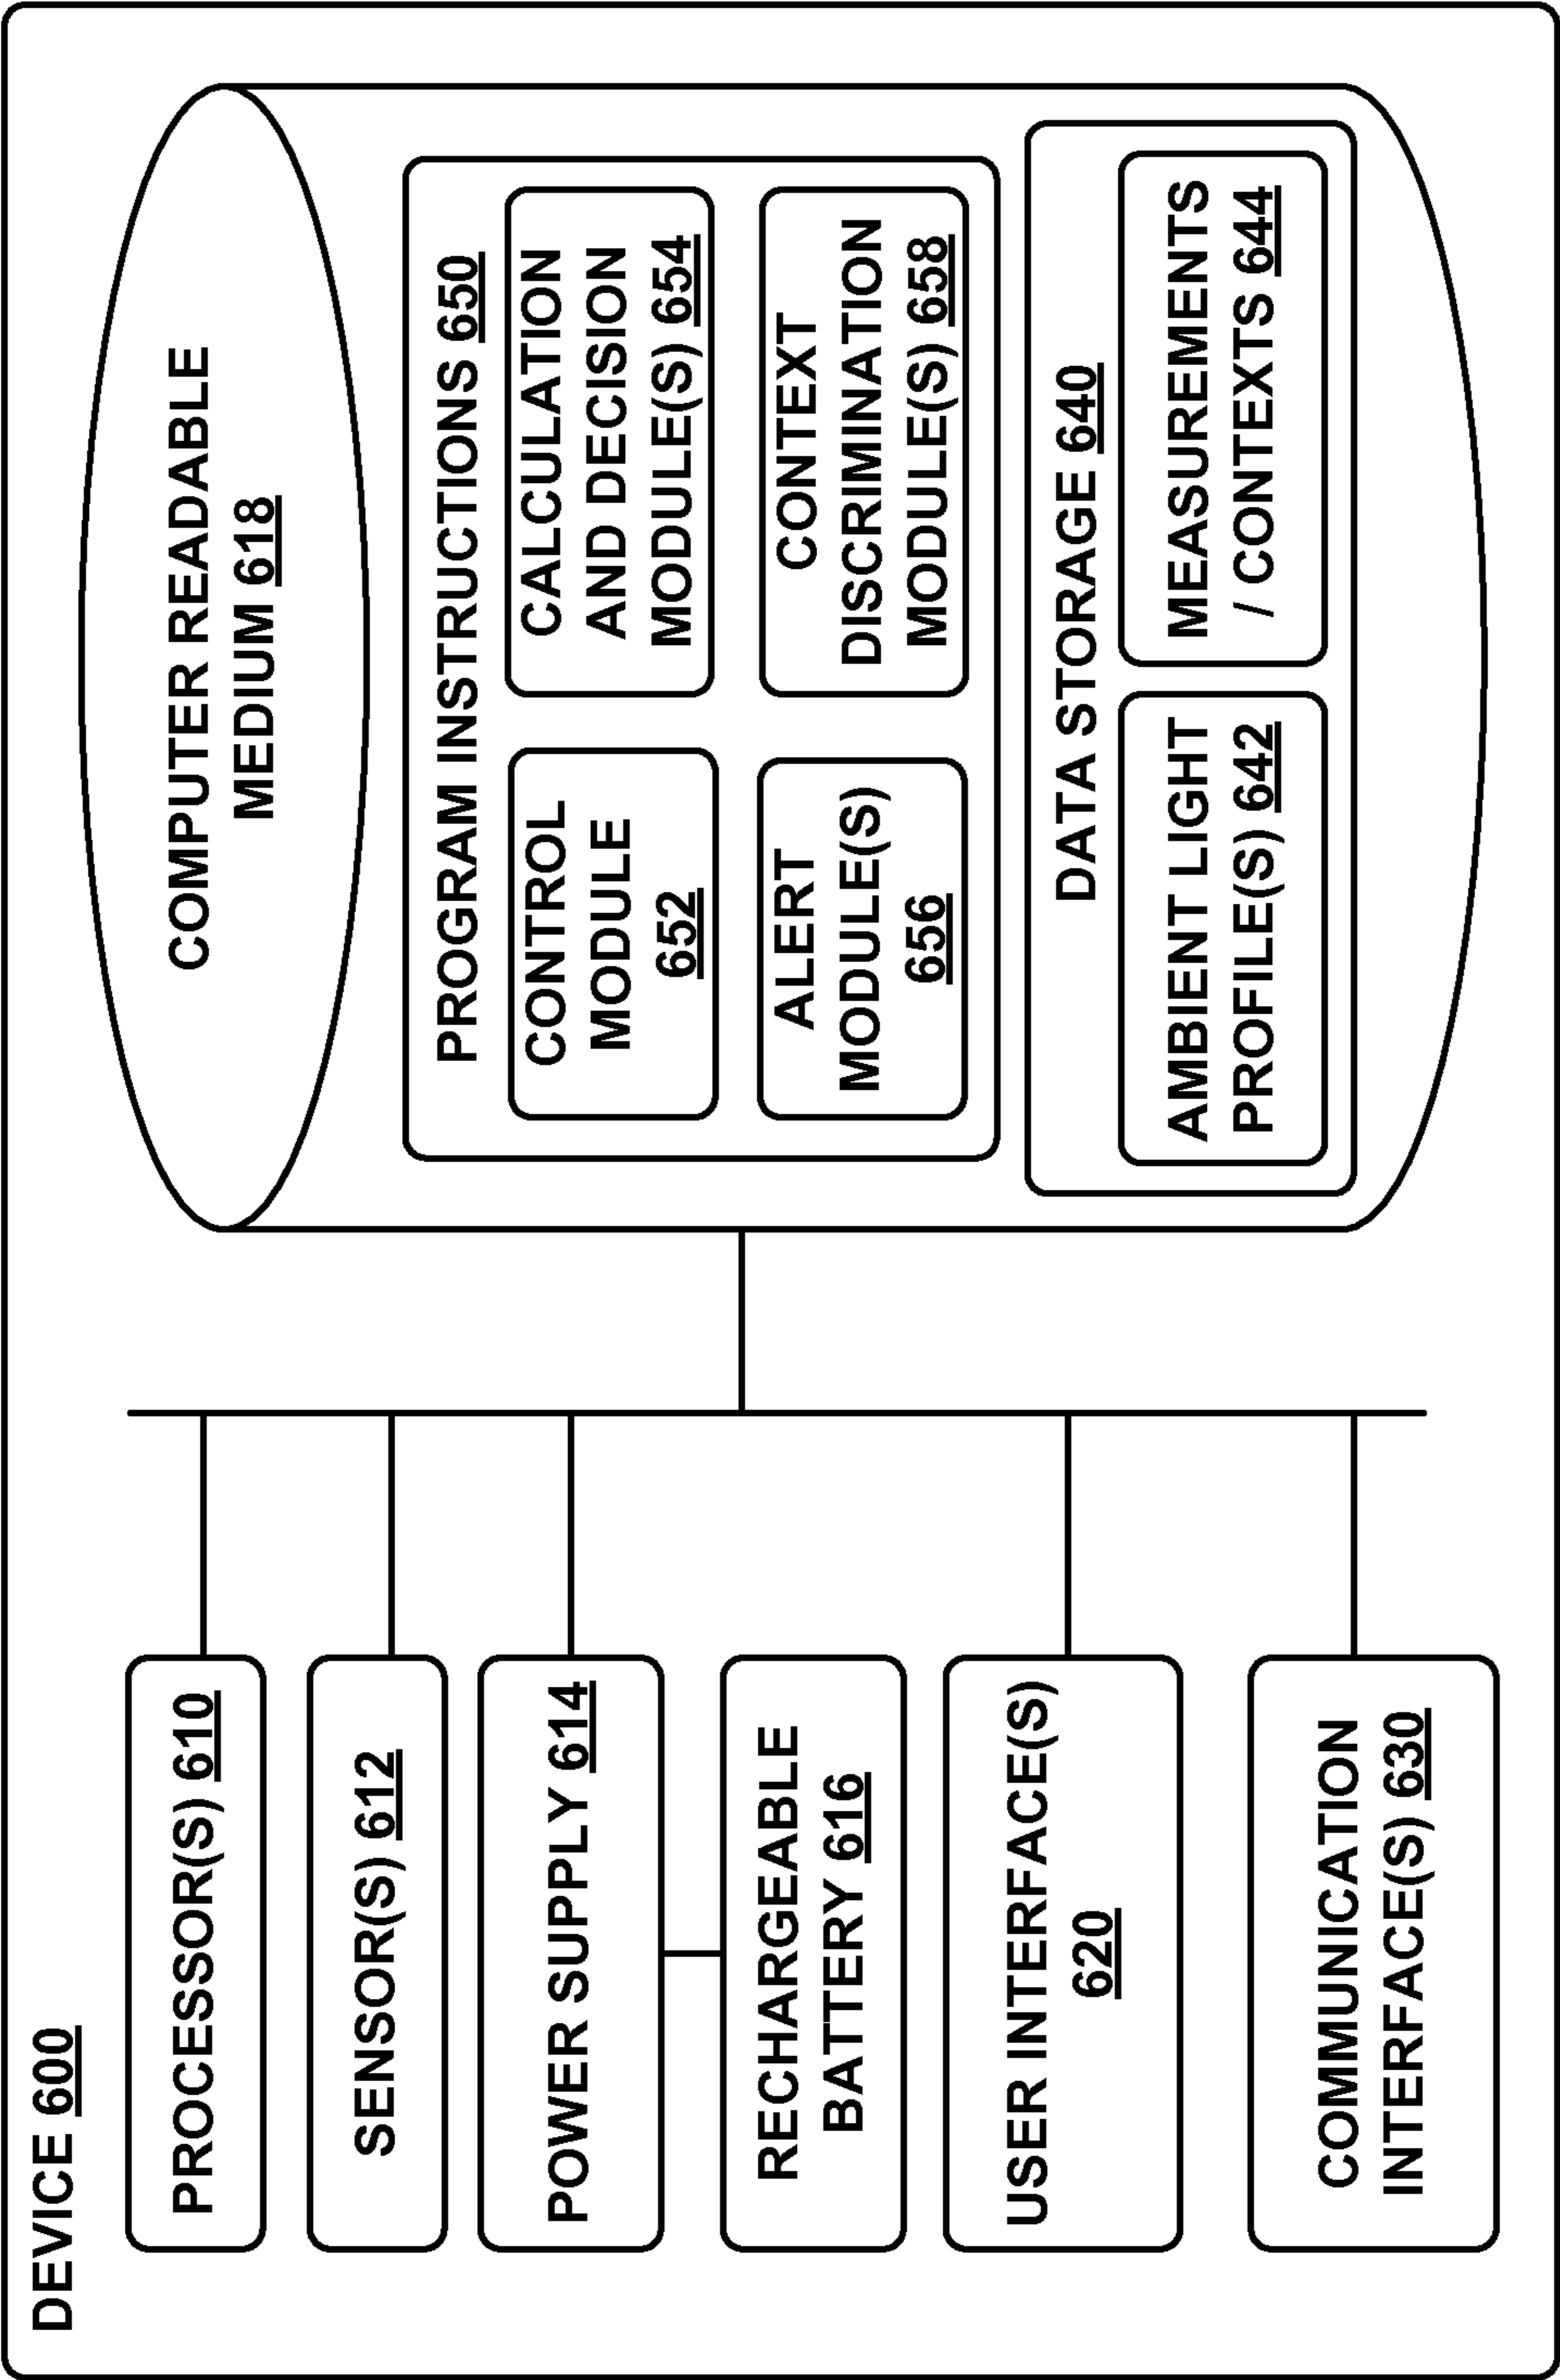 DEVICE 600
PROCESSOR(S) 610
SENSOR(S) 612
POWER SUPPLY 614
RECHARGEABLE
BATTERY 616
USER INTERFACE(S)
620
COMMUNICATION
INTERFACE(S) 630
COMPUTER READABLE
MEDIUM 618
PROGRAM INSTRUCTIONS 650
CONTROL
MODULE
652
CALCULATION
AND DECISION
MODULE(S) 654
ALERT
MODULE(S)
656
CONTEXT
DISCRIMINATION
MODULE(S) 658
DATA STORAGE 640
AMBIENT LIGHT
PROFILE(S) 642
MEASUREMENTS
/ CONTEXTS 644